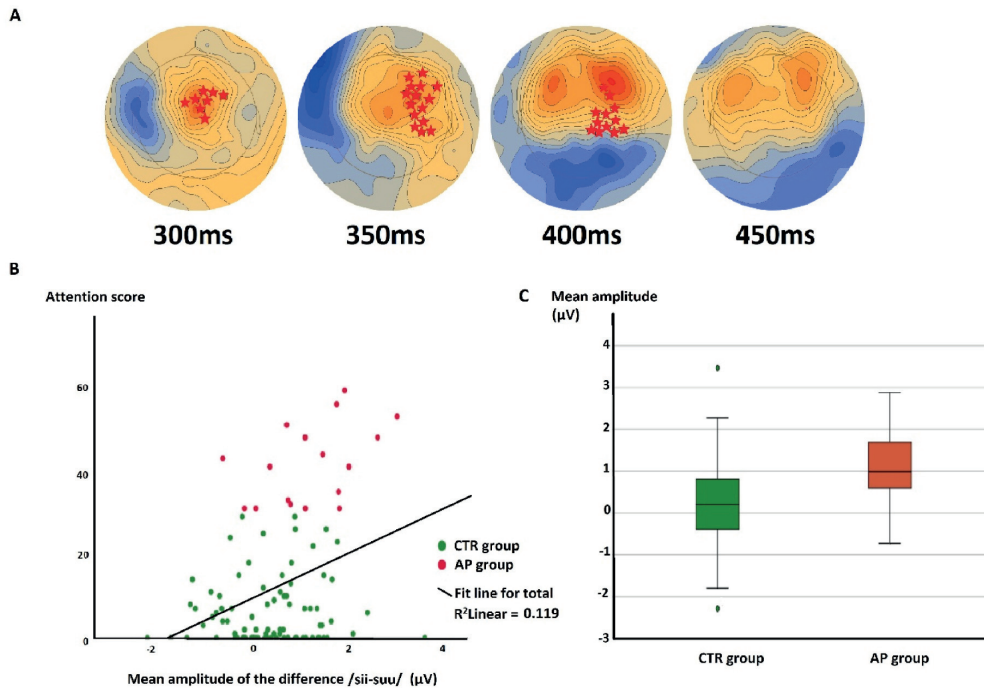 A
300ms
350ms
400ms
450ms
B
Attention score
60
40
20
0
-2
0
2
4
CTR group
AP group
Fit line for total
R²Linear = 0.119
Mean amplitude of the difference /sii-suu/ (µV)
C
Mean amplitude
(µV)
4
3
2
1
0
-1
-2
-3
CTR group
AP group